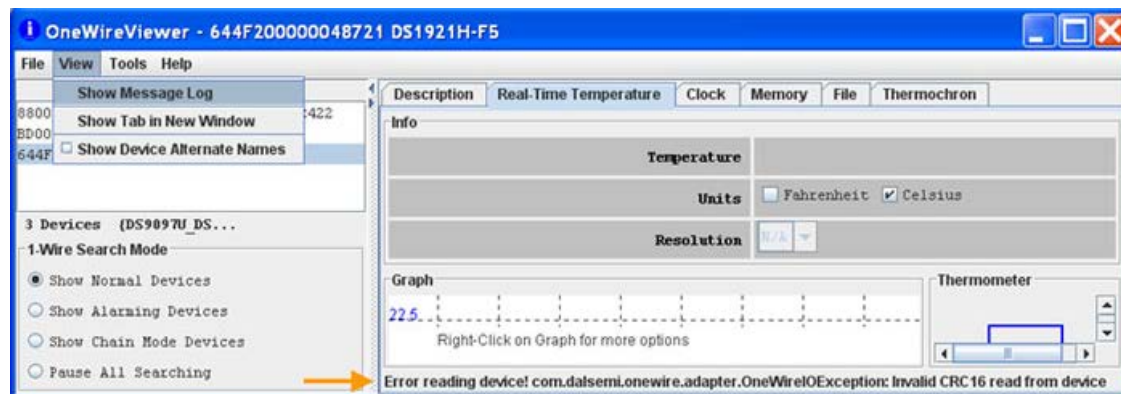 OneWireViewer - 644F200000048721 DS1921H-F5
File View Tools Help
Show Message Log
Show Tab in New Window
Show Device Alternate Names
8800 :422
BD00
644F
3 Devices (DS9097U_DS...
1-Wire Search Mode
Show Normal Devices
Show Alarming Devices
Show Chain Mode Devices
Pause All Searching
Description Real-Time Temperature Clock Memory File Thermochron
Info
Temperature
Units Fahrenheit Celsius
Resolution N/A
Graph
22.5
Right-Click on Graph for more options
Thermometer
Error reading device! com.dalsemi.onewire.adapter.OneWireIOException: Invalid CRC16 read from device